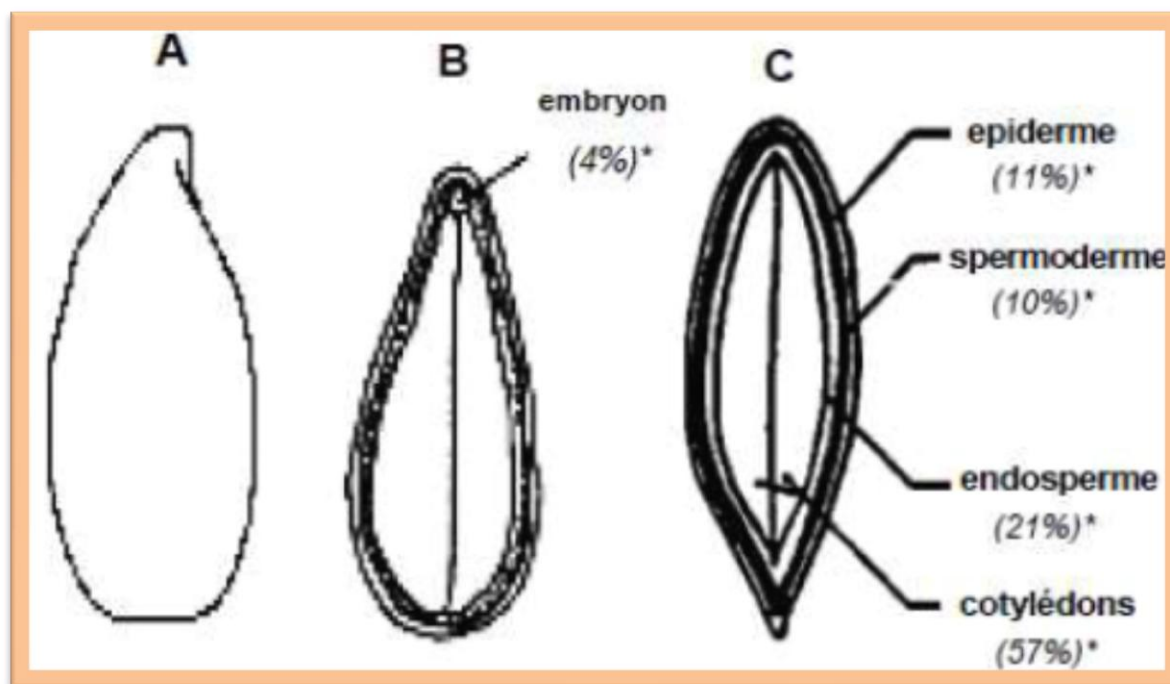 A
B
C
embryon
(4%)*
epiderme
(11%)*
spermoderme
(10%)*
endosperme
(21%)*
cotylédons
(57%)*